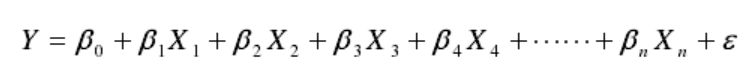 Y = β₀ + β₁X₁ + β₂X₂ + β₃X₃ + β₄X₄ + ⋯⋯ + βₙXₙ + ε